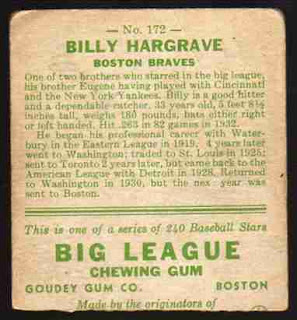 - No. 172 -
BILLY HARGRAVE
BOSTON BRAVES
One of two brothers who starred in the big league,
his brother Eugene having played with Cincinnati
and the New York Yankees. Billy is a good hitter
and a dependable catcher. 33 years old, 5 feet 8½
inches tall, weighs 180 pounds, bats either right
or left handed. Hit .263 in 82 games in 1932.
He began his professional career with Water-
bury in the Eastern League in 1919. 4 years later
went to Washington; traded to St. Louis in 1925;
sent to Toronto 2 years later, but came back to the
American League with Detroit in 1928. Returned
to Washington in 1930, but the nex year was
sent to Boston.
This is one of a series of 240 Baseball Stars
BIG LEAGUE
CHEWING GUM
GOUDEY GUM CO. BOSTON
Made by the originators of